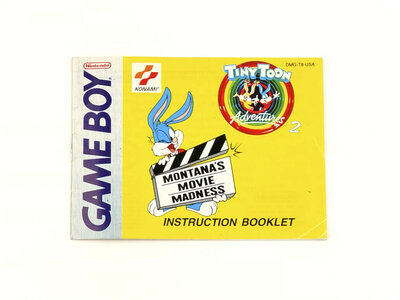 Nintendo
GAME BOY
KONAMI
DMG-T8-USA
TINY TOON
Adventures
2
MONTANA'S
MOVIE
MADNESS
INSTRUCTION BOOKLET